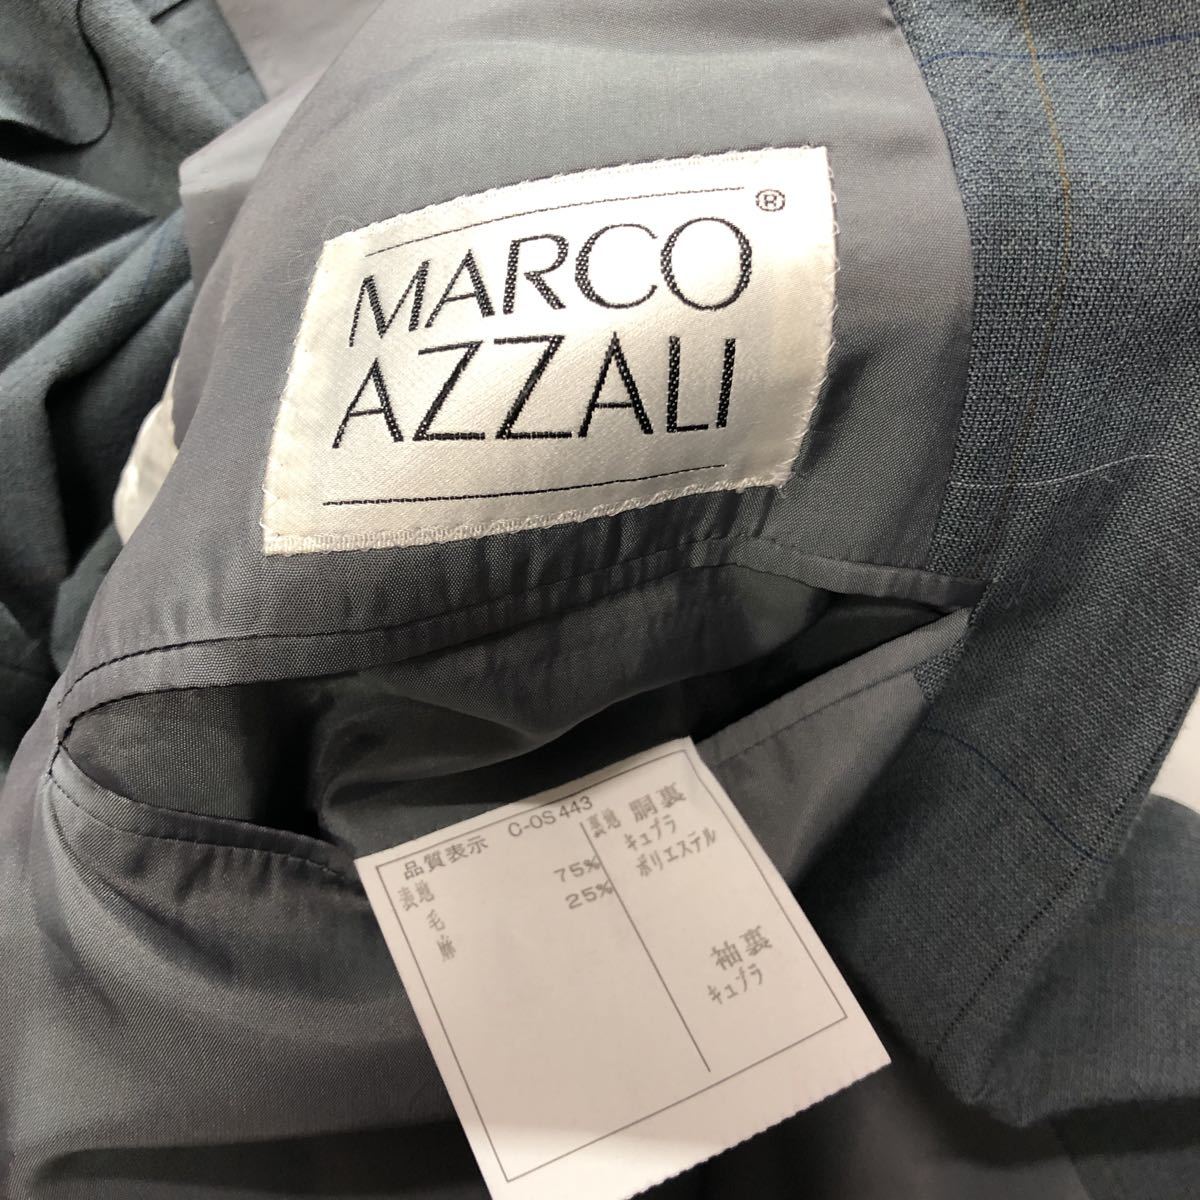 MARCO®
AZZALI
品質表示 C-OS443
表地
毛 75%
麻 25%
裏地 胴裏
キュプラ
ポリエステル
袖裏
キュプラ